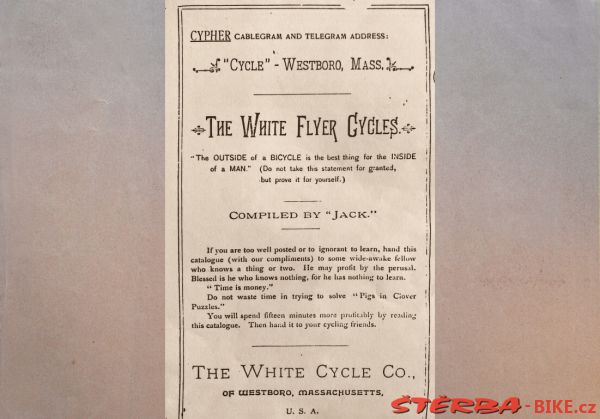 CYPHER CABLEGRAM AND TELEGRAM ADDRESS:
"CYCLE" - WESTBORO, MASS.
THE WHITE FLYER CYCLES.
"The OUTSIDE of a BICYCLE is the best thing for the INSIDE
of a MAN." (Do not take this statement for granted,
but prove it for yourself.)
COMPILED BY "JACK."
If you are too well posted or to ignorant to learn, hand this
catalogue (with our compliments) to some wide-awake fellow
who knows a thing or two. He may profit by the perusal.
Blessed is he who knows nothing, for he has nothing to learn.
"Time is money."
Do not waste time in trying to solve "Pigs in Clover
Puzzles."
You will spend fifteen minutes more profitably by reading
this catalogue. Then hand it to your cycling friends.
THE WHITE CYCLE CO.,
OF WESTBORO, MASSACHUSETTS,
U. S. A.
ŠTĚRBA-BIKE.cz